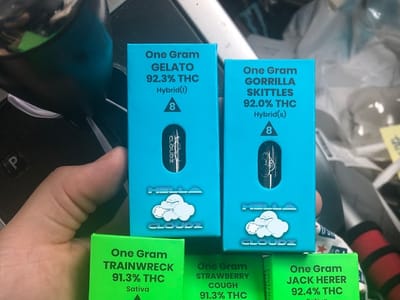 One Gram
GELATO
92.3% THC
Hybrid(i)
8
HELLA
CLOUDZ
One Gram
GORRILLA
SKITTLES
92.0% THC
Hybrid(s)
8
HELLA
CLOUDZ
One Gram
TRAINWRECK
91.3% THC
Sativa
One Gram
STRAWBERRY
COUGH
91.3% THC
One Gram
JACK HERER
92.4% THC
P